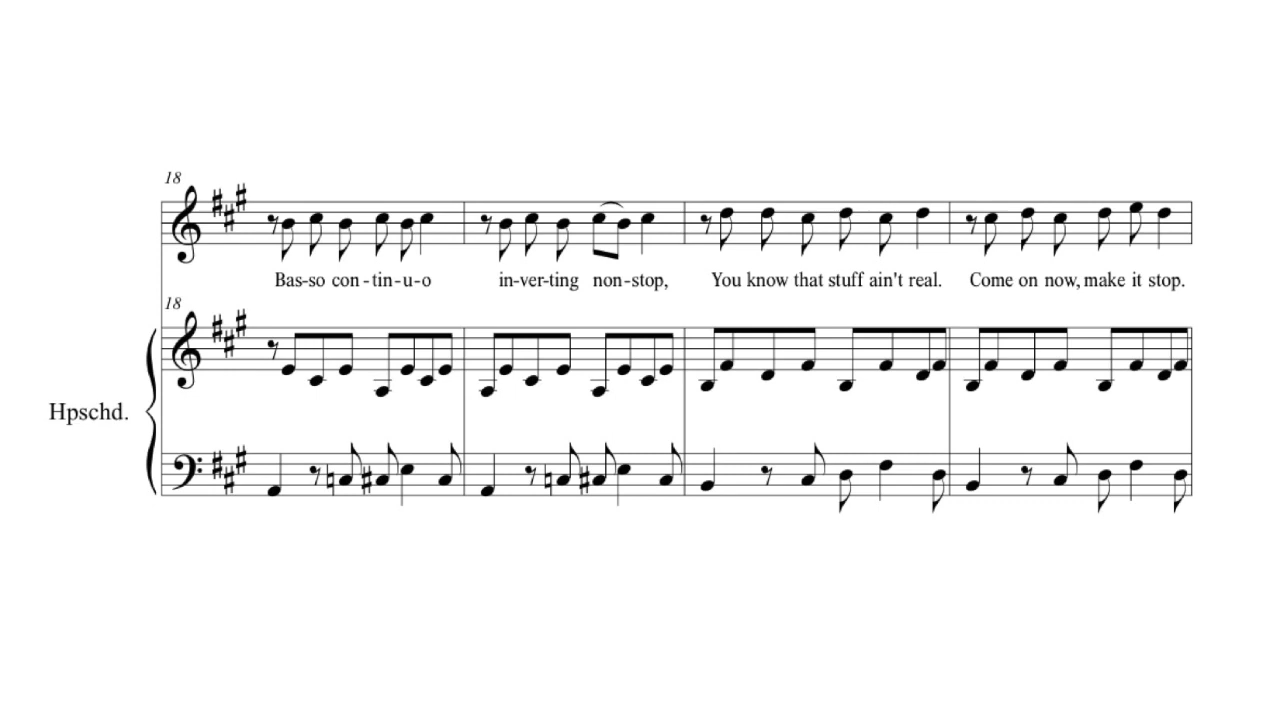 18
Bas-so con-tin-u-o in-ver-ting non-stop, You know that stuff ain't real. Come on now, make it stop.
18
Hpschd.